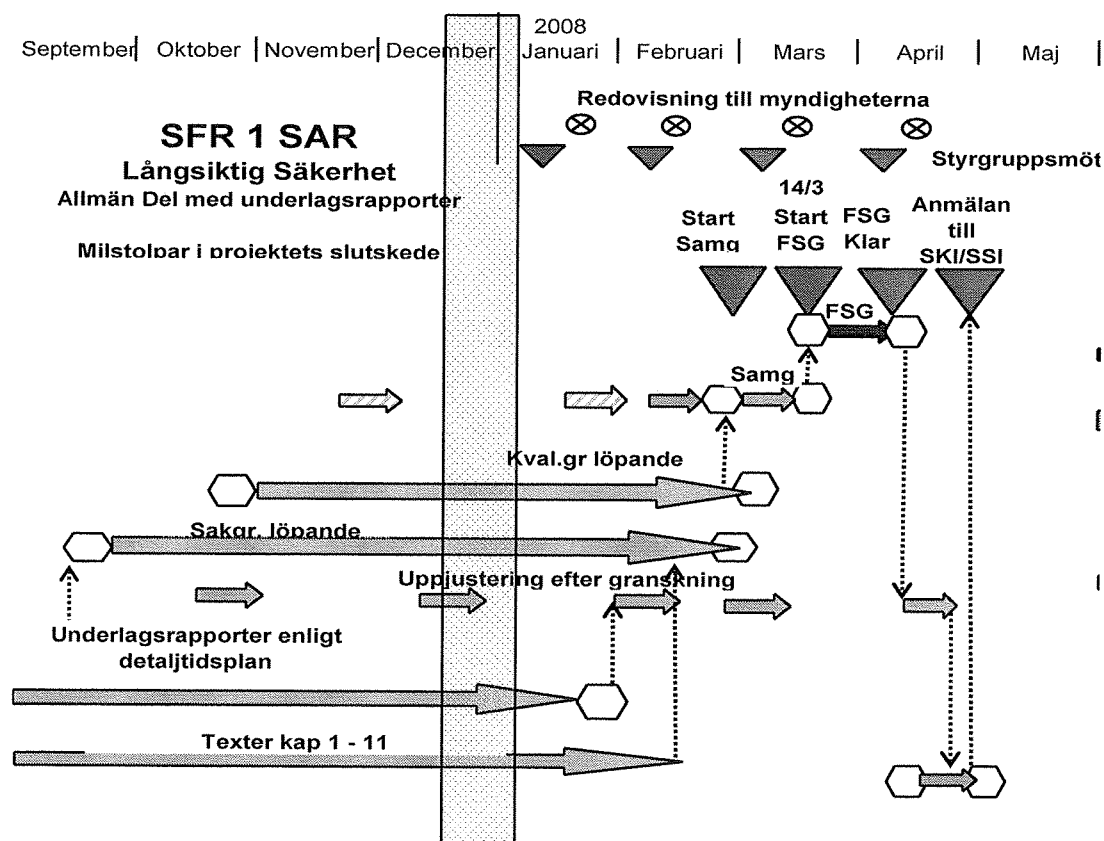 2008
September Oktober November December Januari Februari Mars April Maj
Redovisning till myndigheterna
SFR 1 SAR
Långsiktig Säkerhet
Allmän Del med underlagsrapporter
Styrgruppsmöt
Milstolpar i projektets slutskede
Start
Samg
14/3
Start
FSG
FSG
Klar
Anmälan
till
SKI/SSI
FSG
Samg
Kval.gr löpande
Sakgr. löpande
Uppjustering efter granskning
Underlagsrapporter enligt
detaljtidsplan
Texter kap 1 - 11